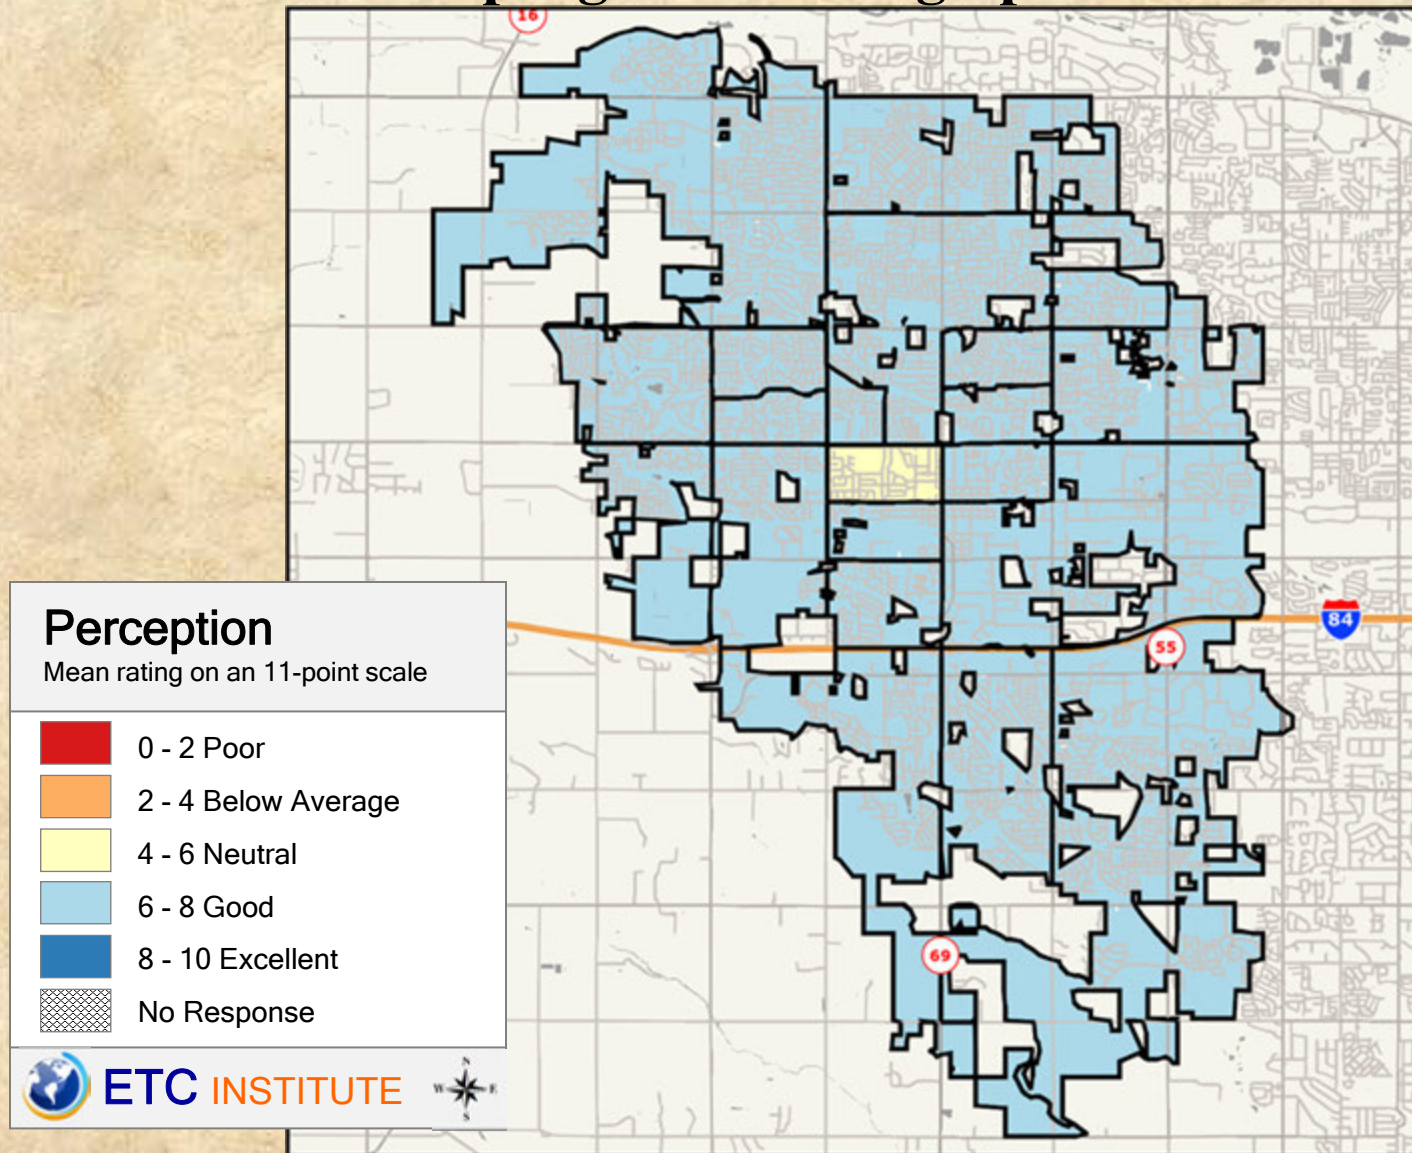 16
84
55
69
Perception
Mean rating on an 11-point scale
0 - 2 Poor
2 - 4 Below Average
4 - 6 Neutral
6 - 8 Good
8 - 10 Excellent
No Response
ETC INSTITUTE
N
W E
S